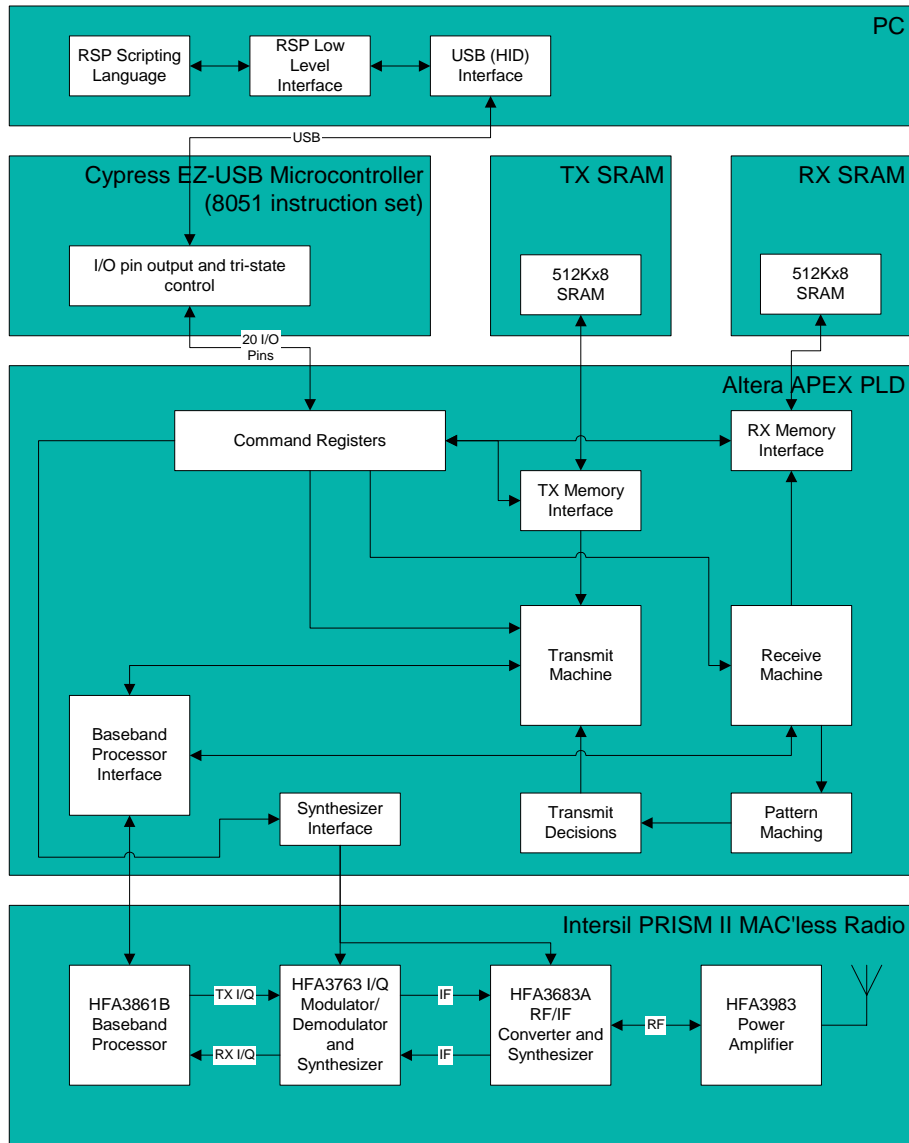 PC
RSP Scripting
Language
RSP Low
Level
Interface
USB (HID)
Interface
USB
Cypress EZ-USB Microcontroller
(8051 instruction set)
I/O pin output and tri-state
control
TX SRAM
512Kx8
SRAM
RX SRAM
512Kx8
SRAM
20 I/O
Pins
Altera APEX PLD
Command Registers
RX Memory
Interface
TX Memory
Interface
Transmit
Machine
Receive
Machine
Baseband
Processor
Interface
Synthesizer
Interface
Transmit
Decisions
Pattern
Maching
Intersil PRISM II MAC'less Radio
HFA3861B
Baseband
Processor
TX I/Q
RX I/Q
HFA3763 I/Q
Modulator/
Demodulator
and
Synthesizer
IF
IF
HFA3683A
RF/IF
Converter and
Synthesizer
RF
HFA3983
Power
Amplifier